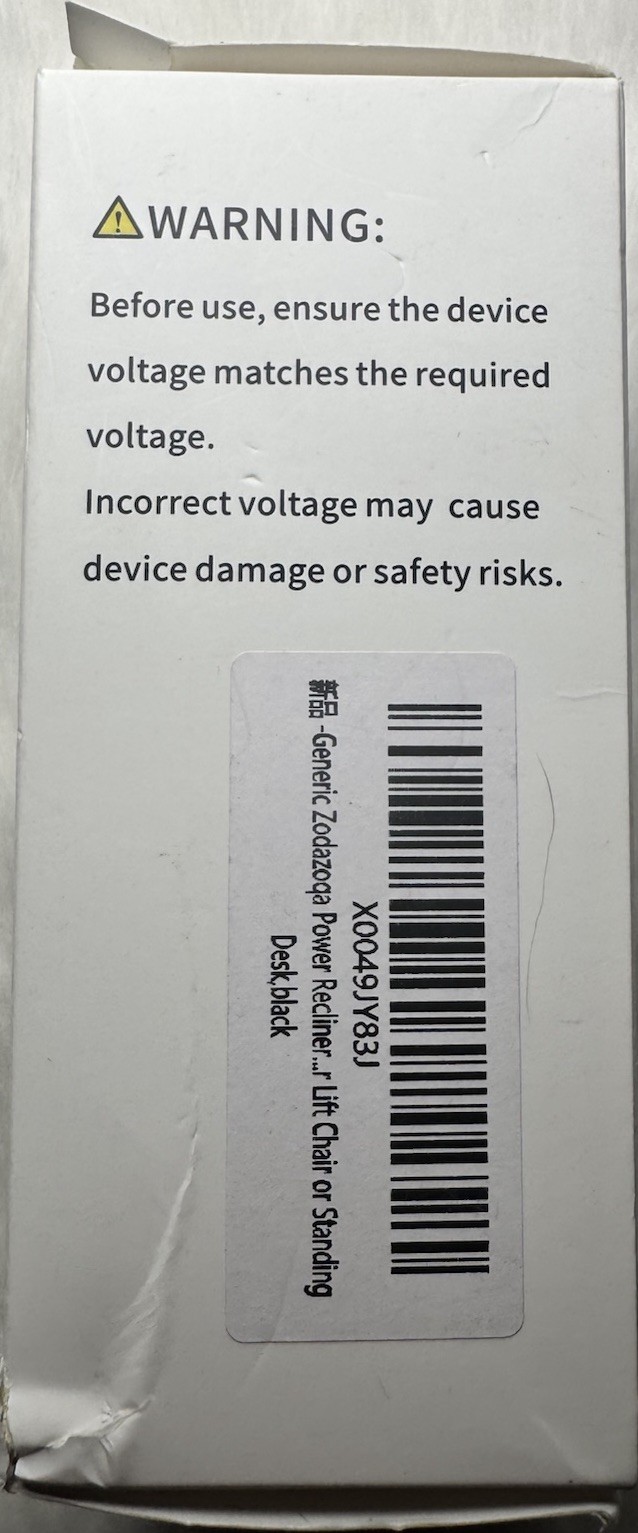 WARNING:
Before use, ensure the device
voltage matches the required
voltage.
Incorrect voltage may cause
device damage or safety risks.
X0049JY83J
新品 -Generic Zodazoqa Power Recliner...r Lift Chair or Standing
Desk,black